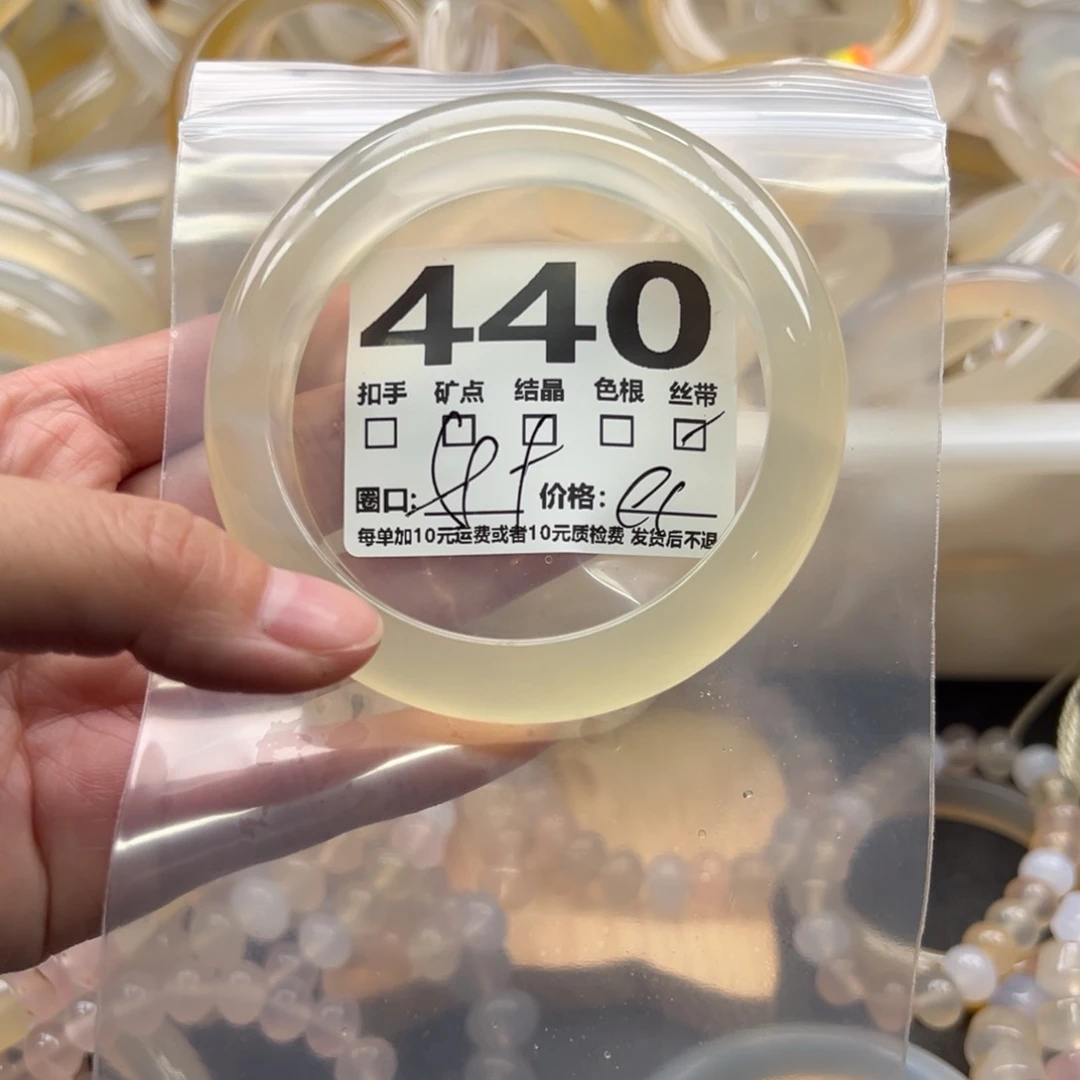 440
扣手 矿点 结晶 色根 丝带
圈口: 价格:
每单加10元运费或者10元质检费 发货后不退